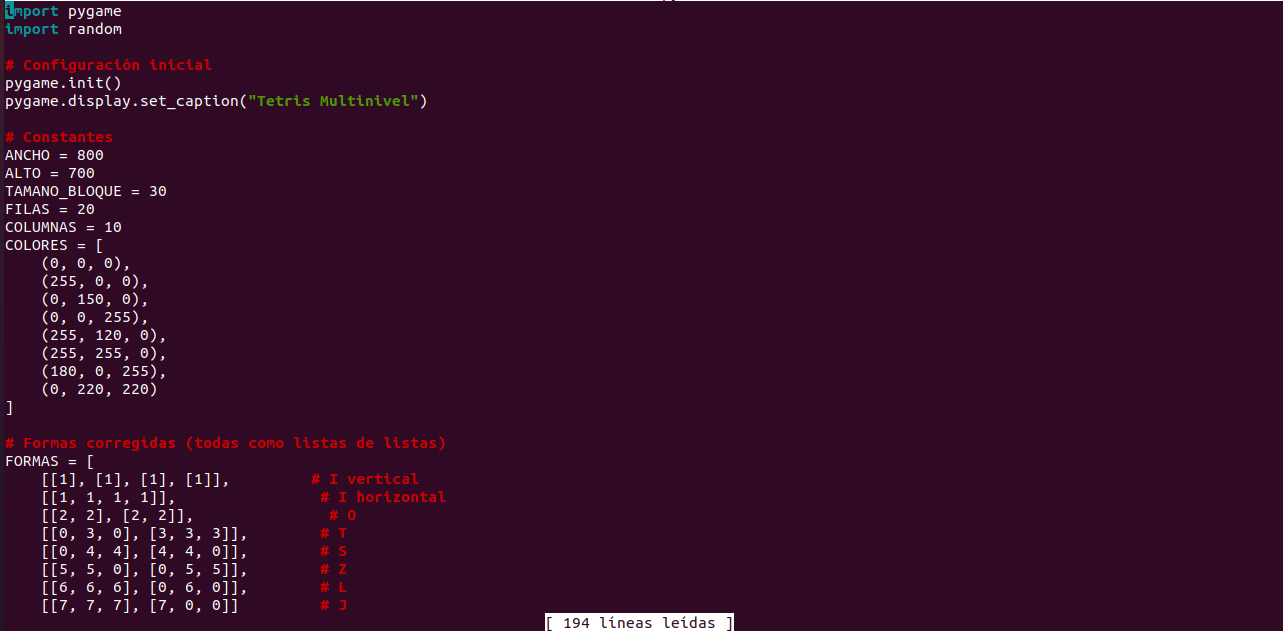 import pygame
import random

# Configuración inicial
pygame.init()
pygame.display.set_caption("Tetris Multinivel")

# Constantes
ANCHO = 800
ALTO = 700
TAMANO_BLOQUE = 30
FILAS = 20
COLUMNAS = 10
COLORES = [
    (0, 0, 0),
    (255, 0, 0),
    (0, 150, 0),
    (0, 0, 255),
    (255, 120, 0),
    (255, 255, 0),
    (180, 0, 255),
    (0, 220, 220)
]

# Formas corregidas (todas como listas de listas)
FORMAS = [
    [[1], [1], [1], [1]],         # I vertical
    [[1, 1, 1, 1]],                # I horizontal
    [[2, 2], [2, 2]],               # O
    [[0, 3, 0], [3, 3, 3]],        # T
    [[0, 4, 4], [4, 4, 0]],        # S
    [[5, 5, 0], [0, 5, 5]],        # Z
    [[6, 6, 6], [0, 6, 0]],        # L
    [[7, 7, 7], [7, 0, 0]]         # J
[ 194 líneas leídas ]